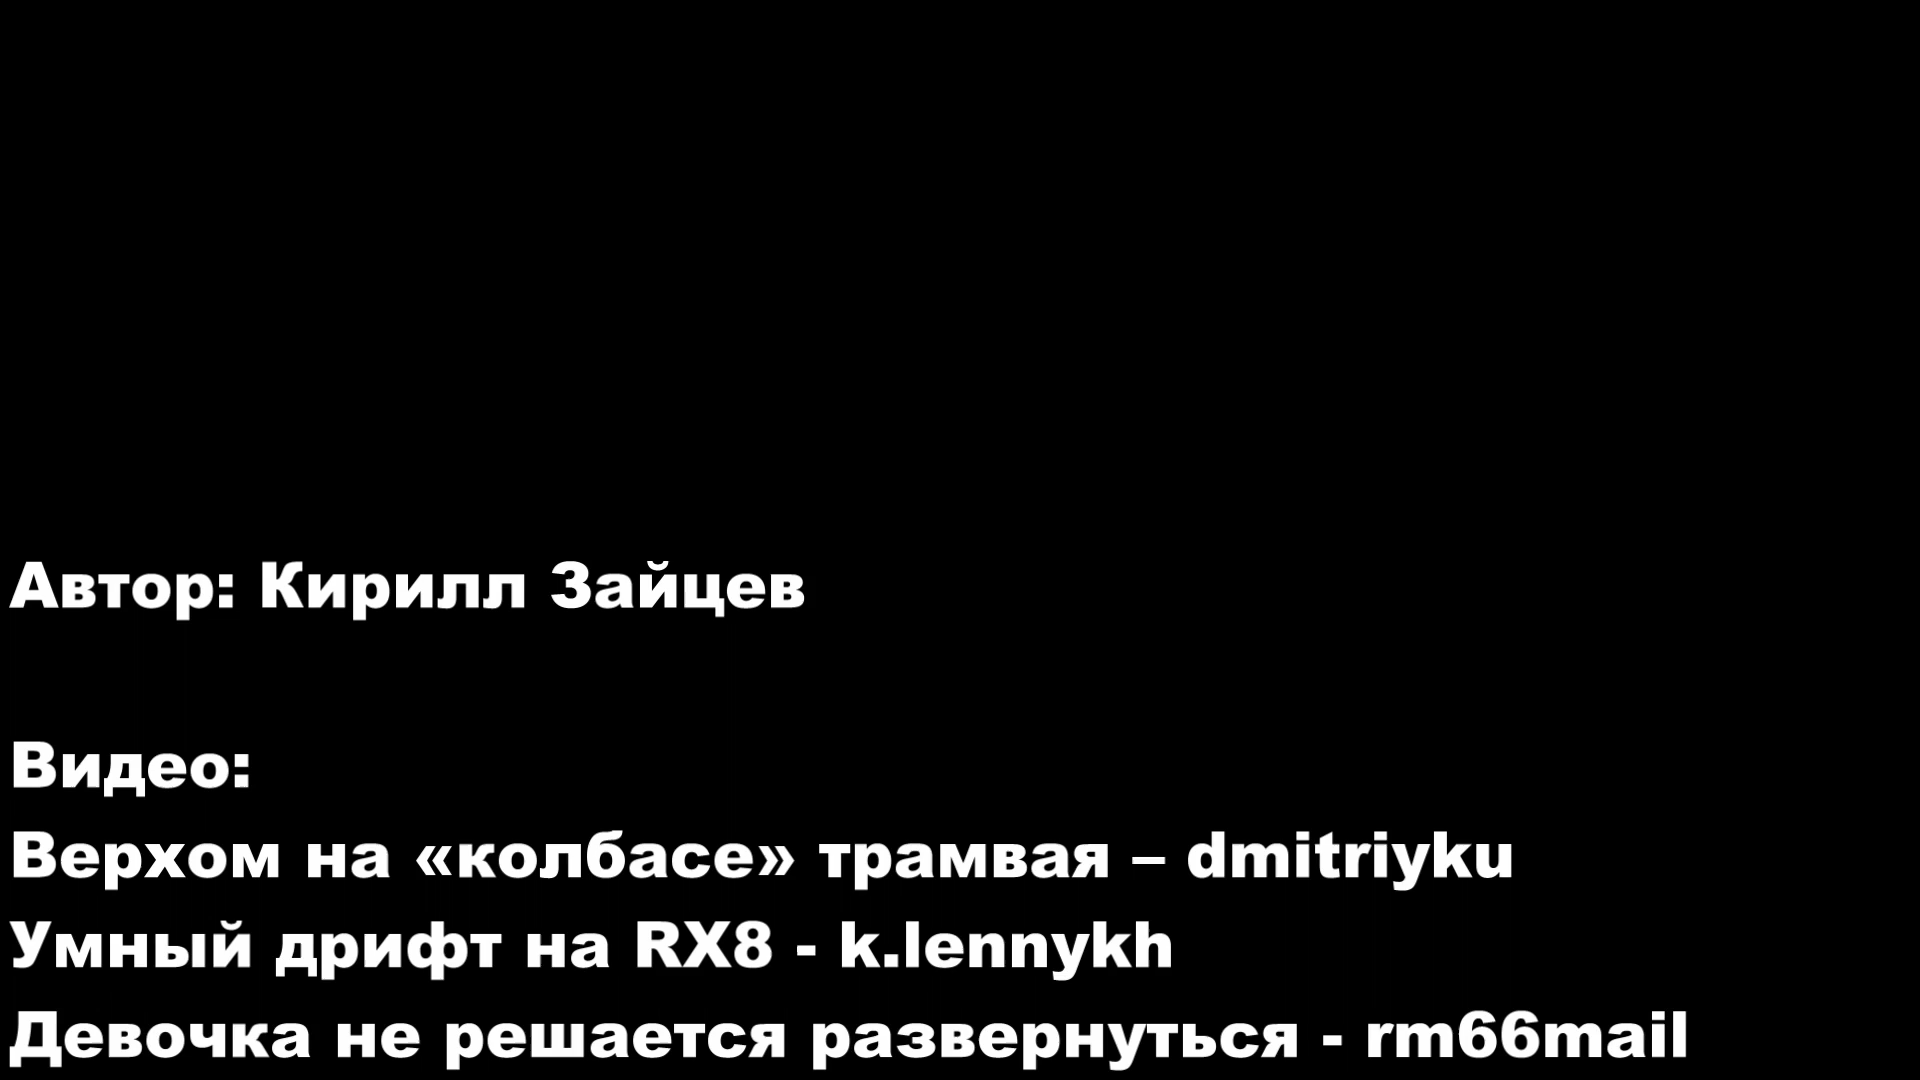 Автор: Кирилл Зайцев
Видео:
Верхом на «колбасе» трамвая – dmitriyku
Умный дрифт на RX8 - k.lennykh
Девочка не решается развернуться - rm66mail